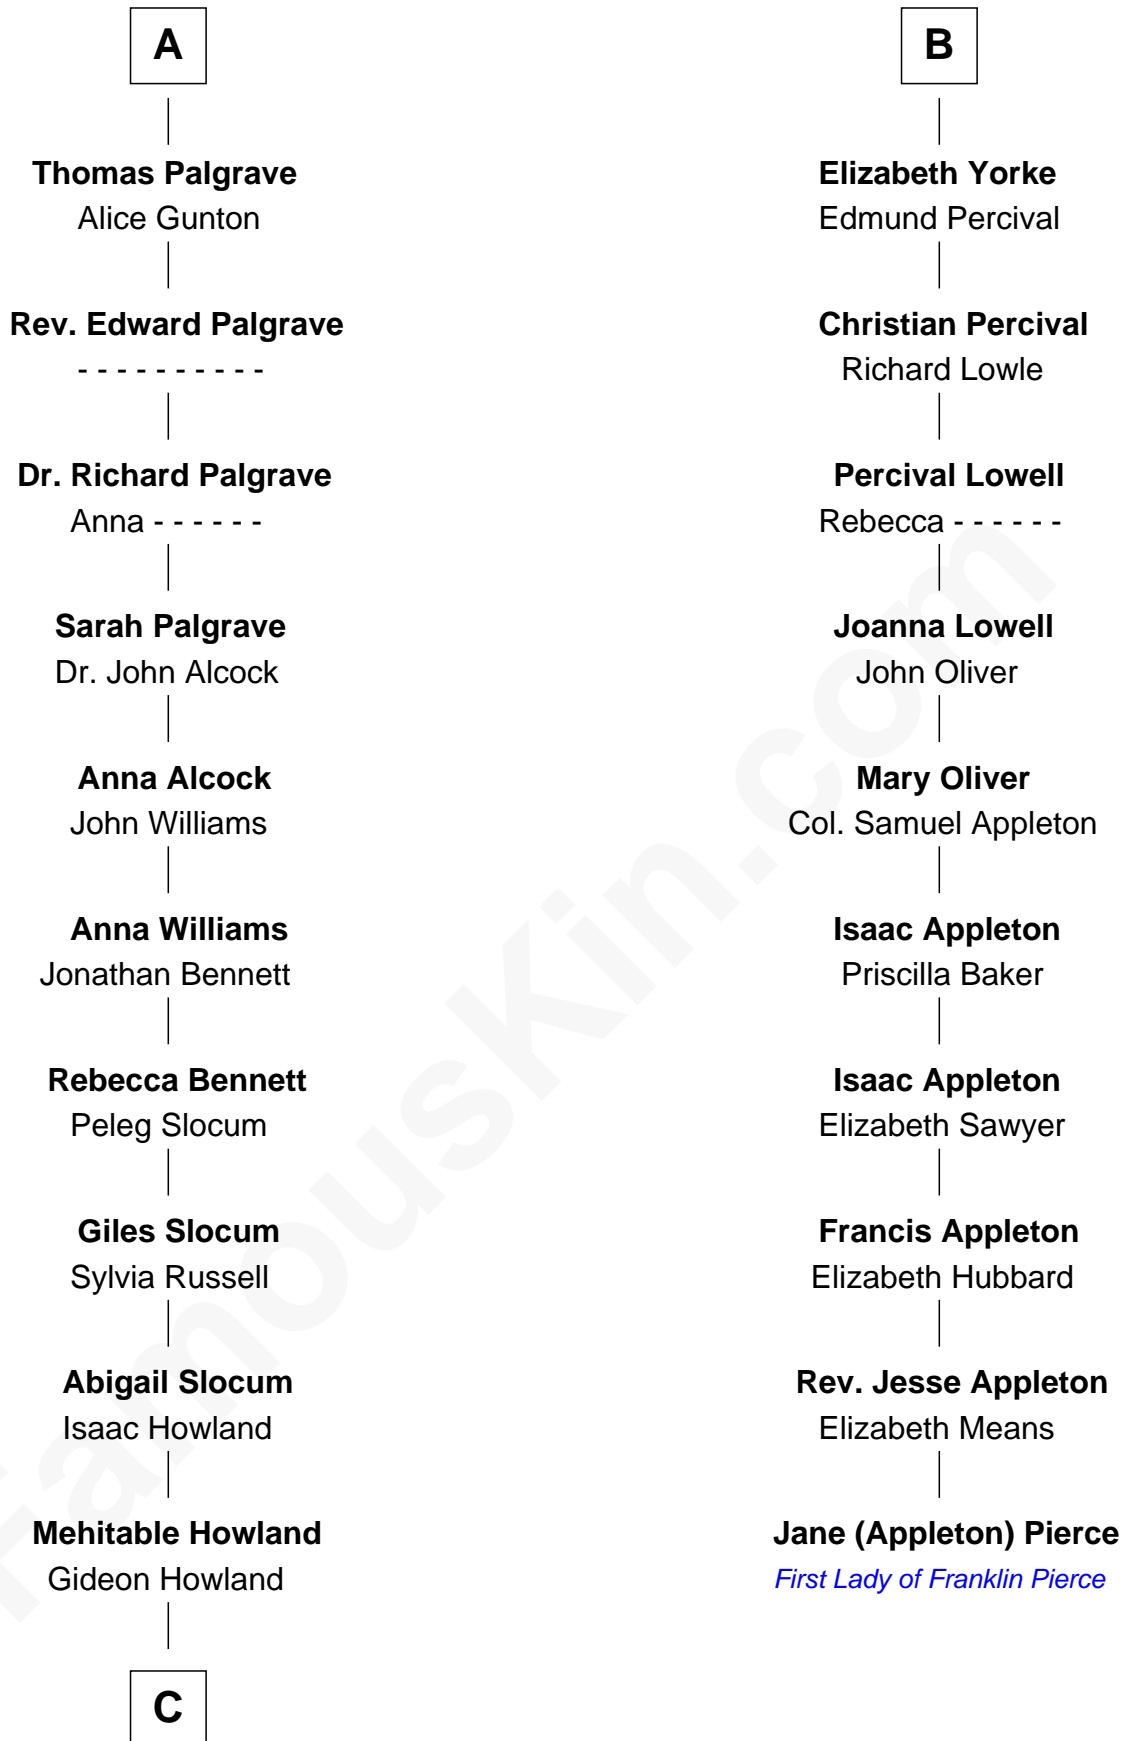 A
Thomas Palgrave
Alice Gunton
Rev. Edward Palgrave
- - - - - - - - - -
Dr. Richard Palgrave
Anna - - - - - -
Sarah Palgrave
Dr. John Alcock
Anna Alcock
John Williams
Anna Williams
Jonathan Bennett
Rebecca Bennett
Peleg Slocum
Giles Slocum
Sylvia Russell
Abigail Slocum
Isaac Howland
Mehitable Howland
Gideon Howland
C
B
Elizabeth Yorke
Edmund Percival
Christian Percival
Richard Lowle
Percival Lowell
Rebecca - - - - - -
Joanna Lowell
John Oliver
Mary Oliver
Col. Samuel Appleton
Isaac Appleton
Priscilla Baker
Isaac Appleton
Elizabeth Sawyer
Francis Appleton
Elizabeth Hubbard
Rev. Jesse Appleton
Elizabeth Means
Jane (Appleton) Pierce
First Lady of Franklin Pierce
FamousKin.com